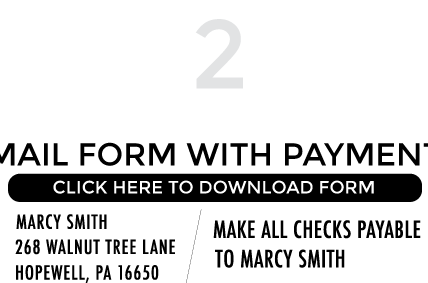 2
MAIL FORM WITH PAYMENT
CLICK HERE TO DOWNLOAD FORM
MARCY SMITH
268 WALNUT TREE LANE
HOPEWELL, PA 16650
MAKE ALL CHECKS PAYABLE
TO MARCY SMITH